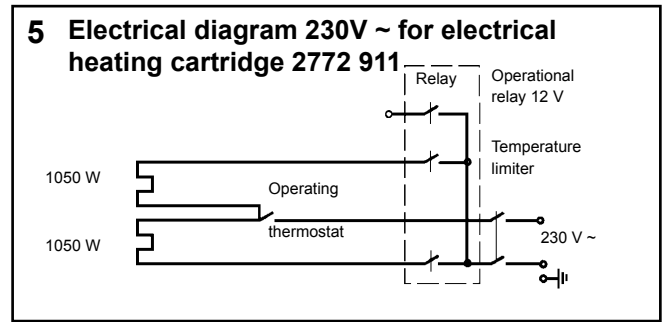 5 Electrical diagram 230V ~ for electrical
heating cartridge 2772 911
Relay
Operational
relay 12 V
Temperature
limiter
1050 W
Operating
thermostat
230 V ~
1050 W